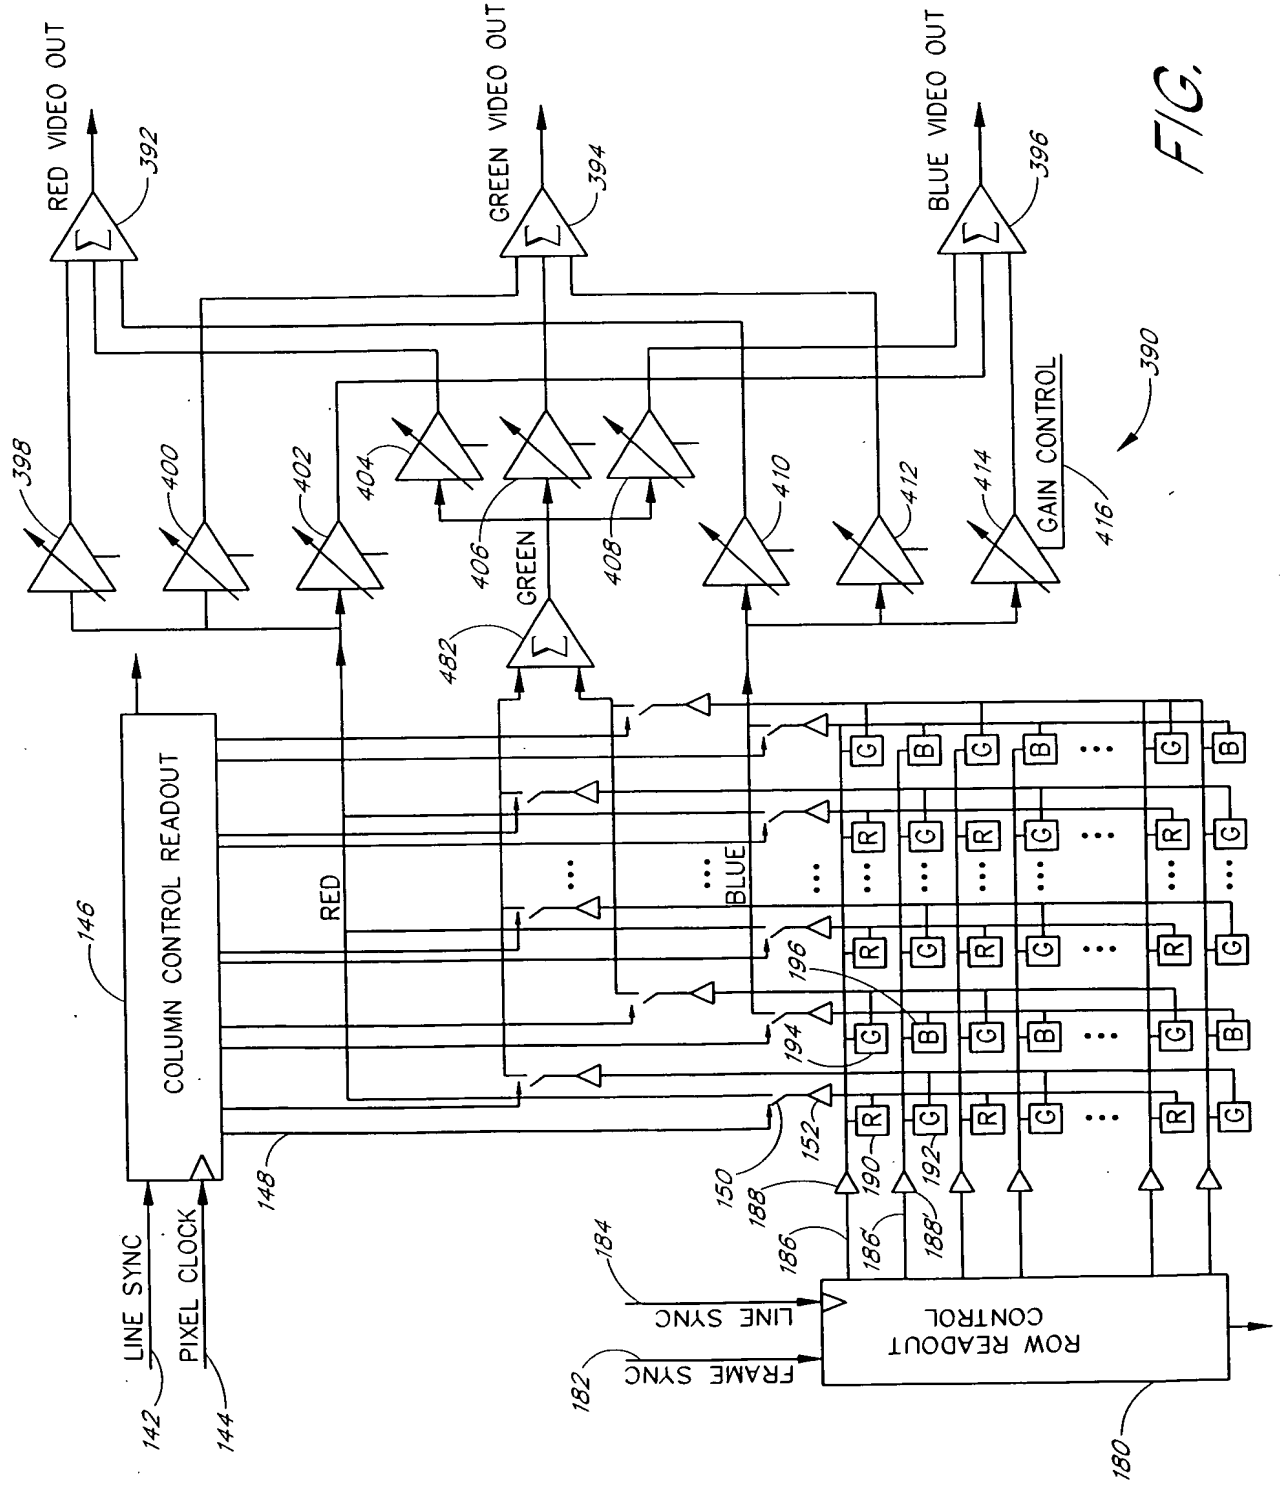 RED VIDEO OUT
392
GREEN VIDEO OUT
394
BLUE VIDEO OUT
396
FIG.
390
398
400
402
404
406
408
410
412
414
GAIN CONTROL
416
GREEN
482
Σ
Σ
Σ
Σ
146
COLUMN CONTROL READOUT
RED
BLUE
LINE SYNC
142
PIXEL CLOCK
144
148
150
152
194
196
188
186
190
186'
188'
192
184
LINE SYNC
182
FRAME SYNC
ROW READOUT
CONTROL
180
R G ... R ... R G
G B ... G ... G B
R G ... R ... R G
G B ... G ... G B
... ... ... ...
R G ... R ... R G
G B ... G ... G B